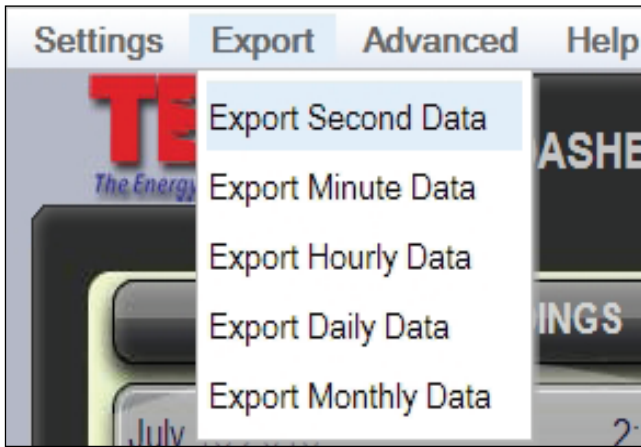 Settings Export Advanced Help
Export Second Data
Export Minute Data
Export Hourly Data
Export Daily Data
Export Monthly Data
The Energy
July